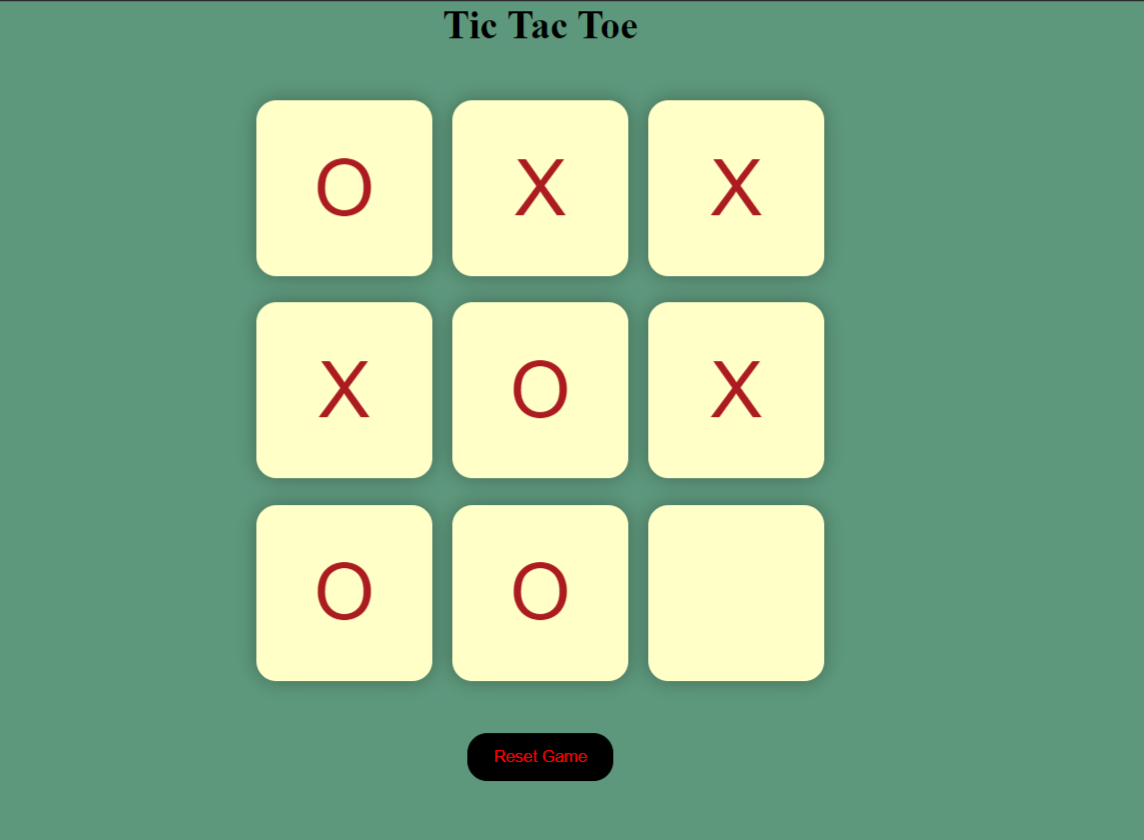 Tic Tac Toe
O X X
X O X
O O
Reset Game